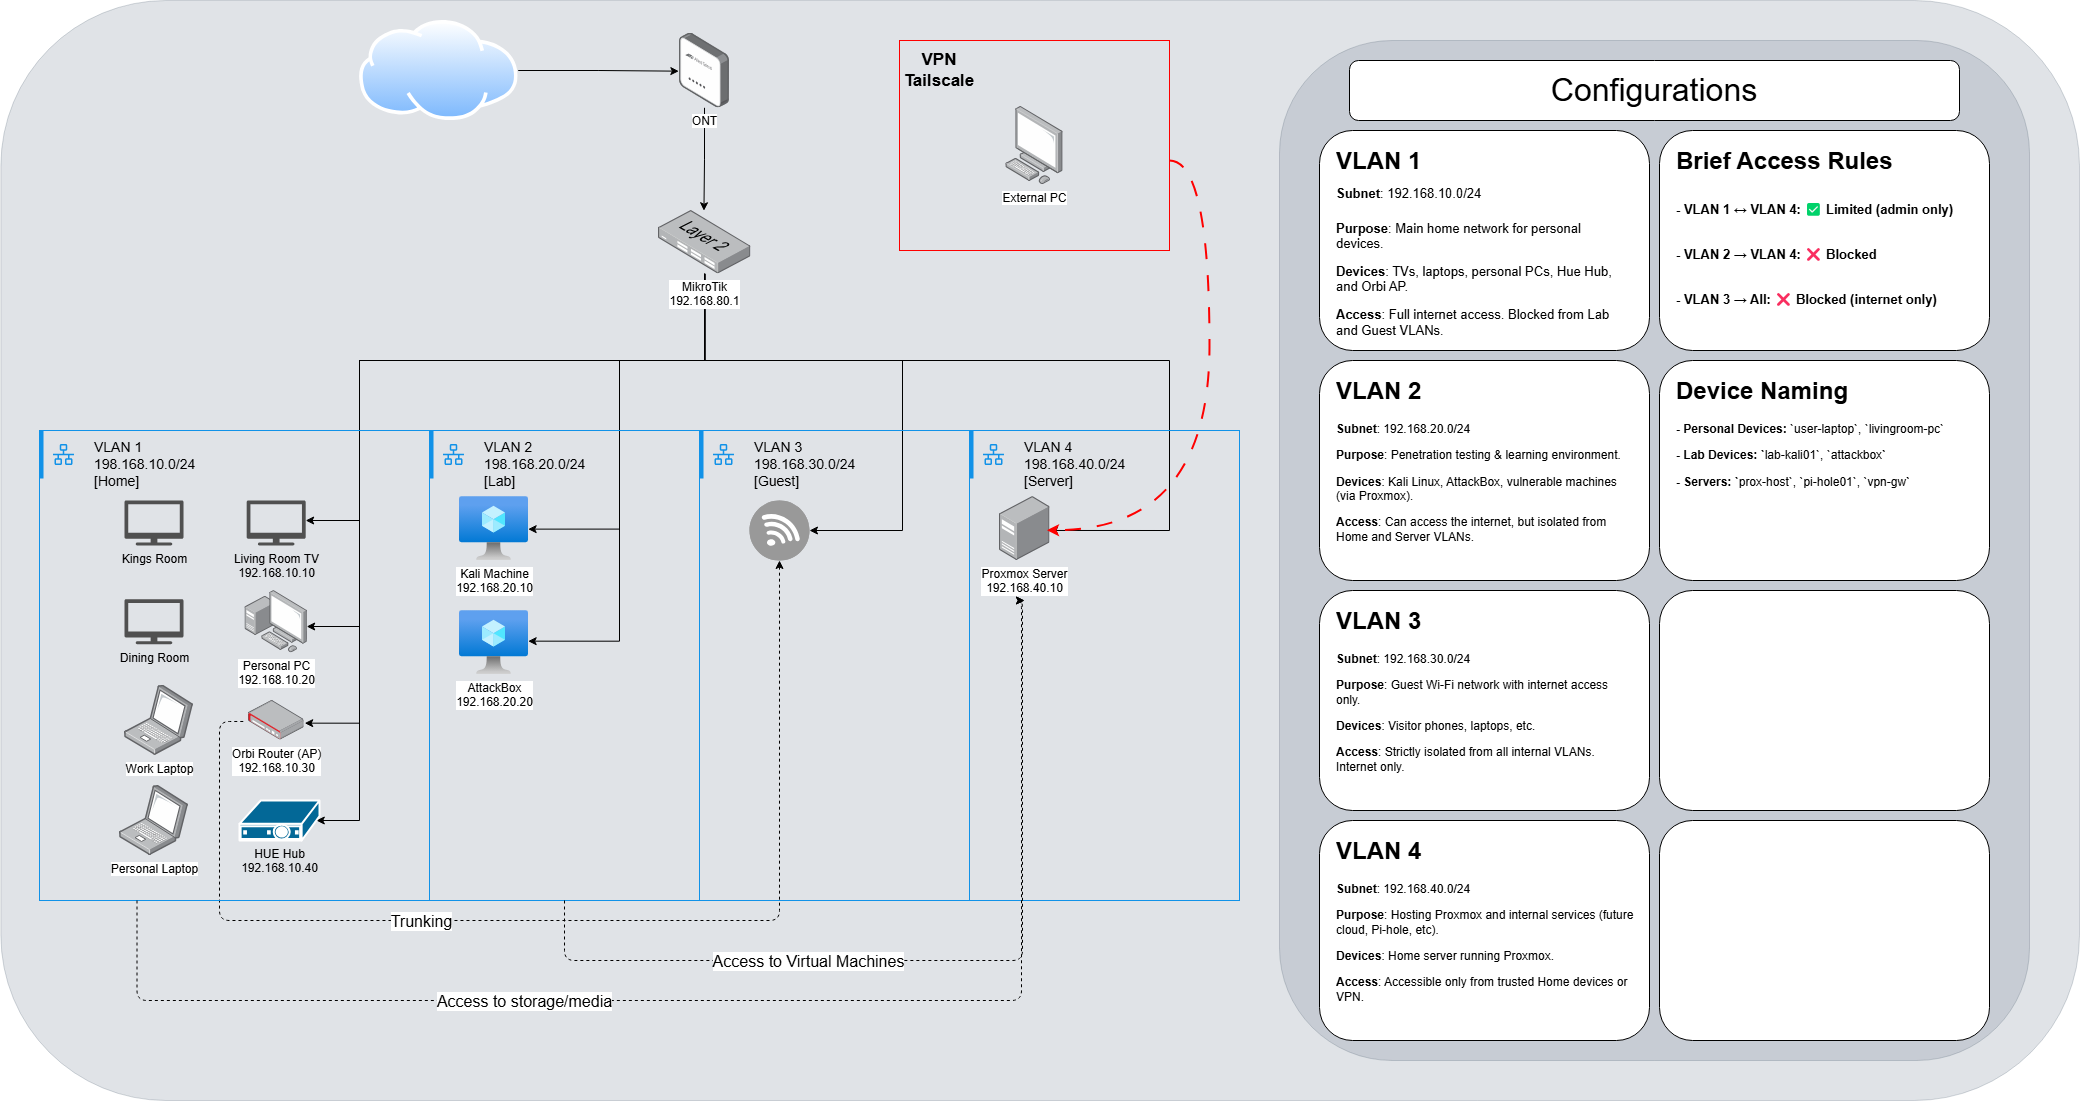 ONT
Layer 2
MikroTik
192.168.80.1
VPN
Tailscale
External PC
VLAN 1
198.168.10.0/24
[Home]
Kings Room
Living Room TV
192.168.10.10
Dining Room
Personal PC
192.168.10.20
Work Laptop
Orbi Router (AP)
192.168.10.30
Personal Laptop
HUE Hub
192.168.10.40
VLAN 2
198.168.20.0/24
[Lab]
Kali Machine
192.168.20.10
AttackBox
192.168.20.20
VLAN 3
198.168.30.0/24
[Guest]
VLAN 4
198.168.40.0/24
[Server]
Proxmox Server
192.168.40.10
Trunking
Access to Virtual Machines
Access to storage/media
Configurations
VLAN 1
Subnet: 192.168.10.0/24
Purpose: Main home network for personal
devices.
Devices: TVs, laptops, personal PCs, Hue Hub,
and Orbi AP.
Access: Full internet access. Blocked from Lab
and Guest VLANs.
Brief Access Rules
- VLAN 1 ↔ VLAN 4: ✅ Limited (admin only)
- VLAN 2 → VLAN 4: ❌ Blocked
- VLAN 3 → All: ❌ Blocked (internet only)
VLAN 2
Subnet: 192.168.20.0/24
Purpose: Penetration testing & learning environment.
Devices: Kali Linux, AttackBox, vulnerable machines
(via Proxmox).
Access: Can access the internet, but isolated from
Home and Server VLANs.
Device Naming
- Personal Devices: `user-laptop`, `livingroom-pc`
- Lab Devices: `lab-kali01`, `attackbox`
- Servers: `prox-host`, `pi-hole01`, `vpn-gw`
VLAN 3
Subnet: 192.168.30.0/24
Purpose: Guest Wi-Fi network with internet access
only.
Devices: Visitor phones, laptops, etc.
Access: Strictly isolated from all internal VLANs.
Internet only.
VLAN 4
Subnet: 192.168.40.0/24
Purpose: Hosting Proxmox and internal services (future
cloud, Pi-hole, etc).
Devices: Home server running Proxmox.
Access: Accessible only from trusted Home devices or
VPN.